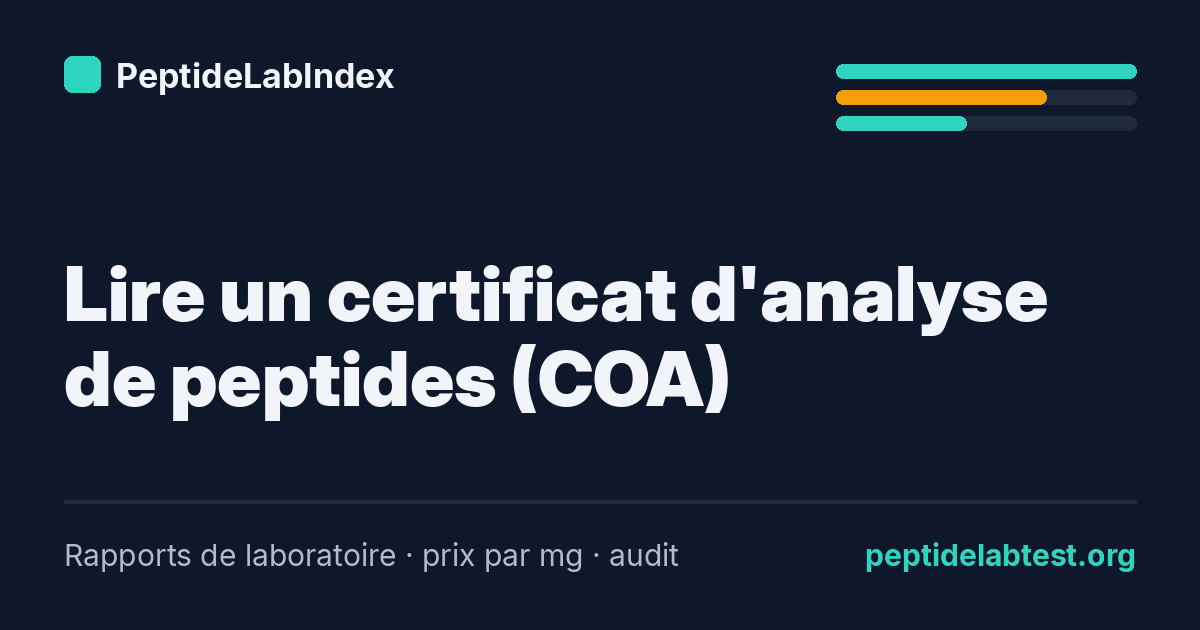 PeptideLabIndex
Lire un certificat d'analyse
de peptides (COA)
Rapports de laboratoire · prix par mg · audit
peptidelabtest.org